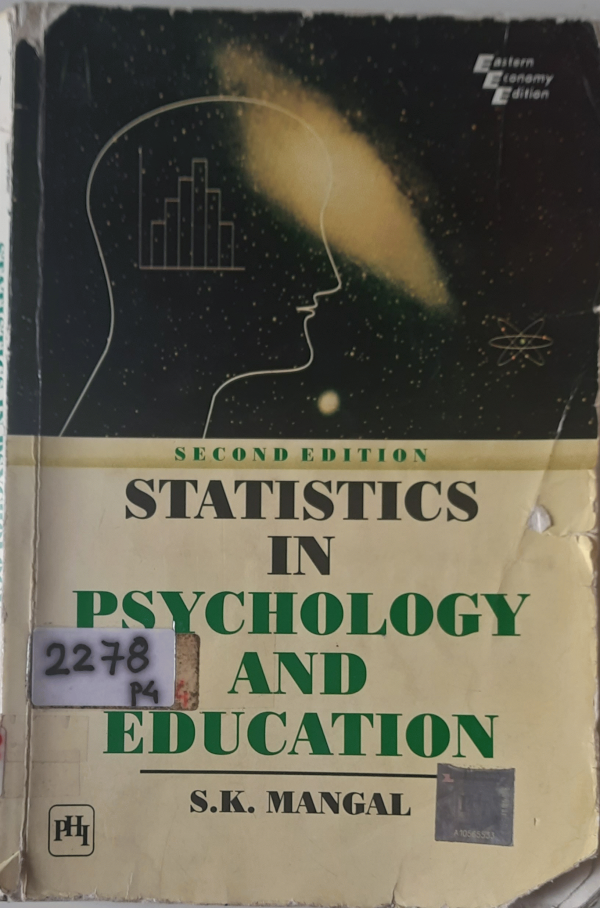 Eastern
Economy
Edition
SECOND EDITION
STATISTICS
IN
PSYCHOLOGY
AND
EDUCATION
2278
P4
S.K. MANGAL
PHI